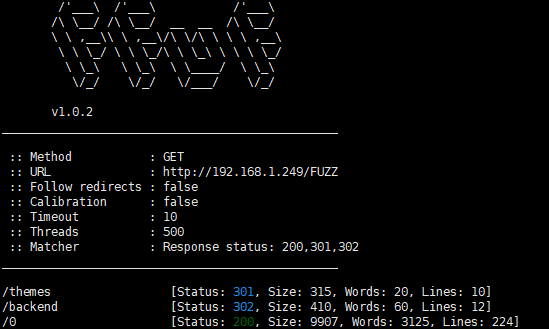 v1.0.2
:: Method : GET
:: URL : http://192.168.1.249/FUZZ
:: Follow redirects : false
:: Calibration : false
:: Timeout : 10
:: Threads : 500
:: Matcher : Response status: 200,301,302
/themes [Status: 301, Size: 315, Words: 20, Lines: 10]
/backend [Status: 302, Size: 410, Words: 60, Lines: 12]
/0 [Status: 200, Size: 9907, Words: 3125, Lines: 224]